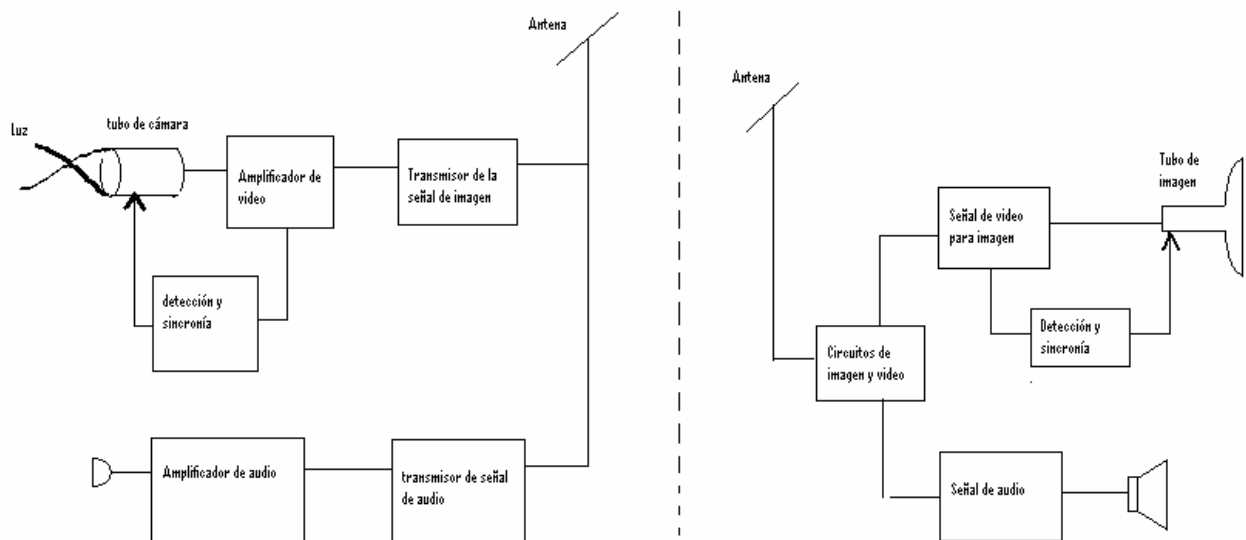 Antena
Luz
tubo de cámara
Amplificador de
video
Transmisor de la
señal de imagen
detección y
sincronía
Amplificador de audio
transmisor de señal
de audio
Antena
Tubo de
imagen
Señal de video
para imagen
Detección y
sincronía
Circuitos de
imagen y video
Señal de audio